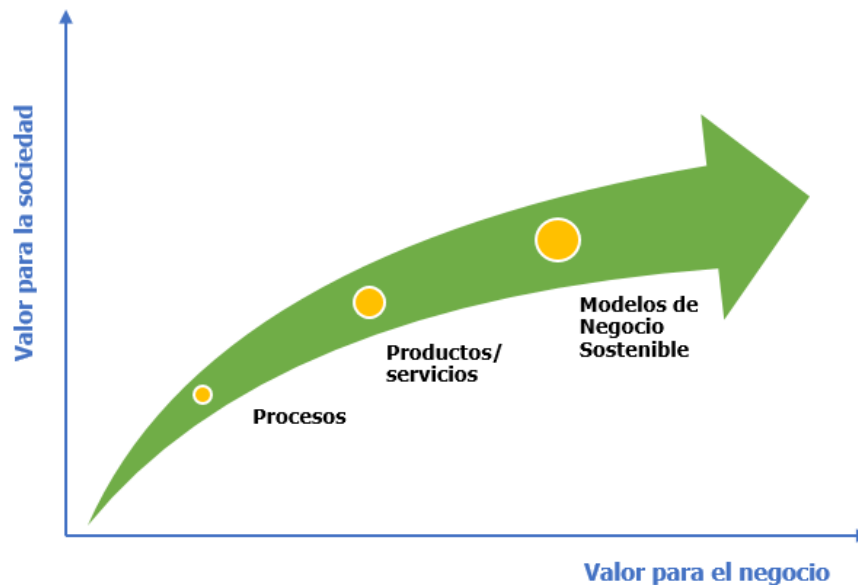 Valor para la sociedad
Modelos de
Negocio
Sostenible
Productos/
servicios
Procesos
Valor para el negocio